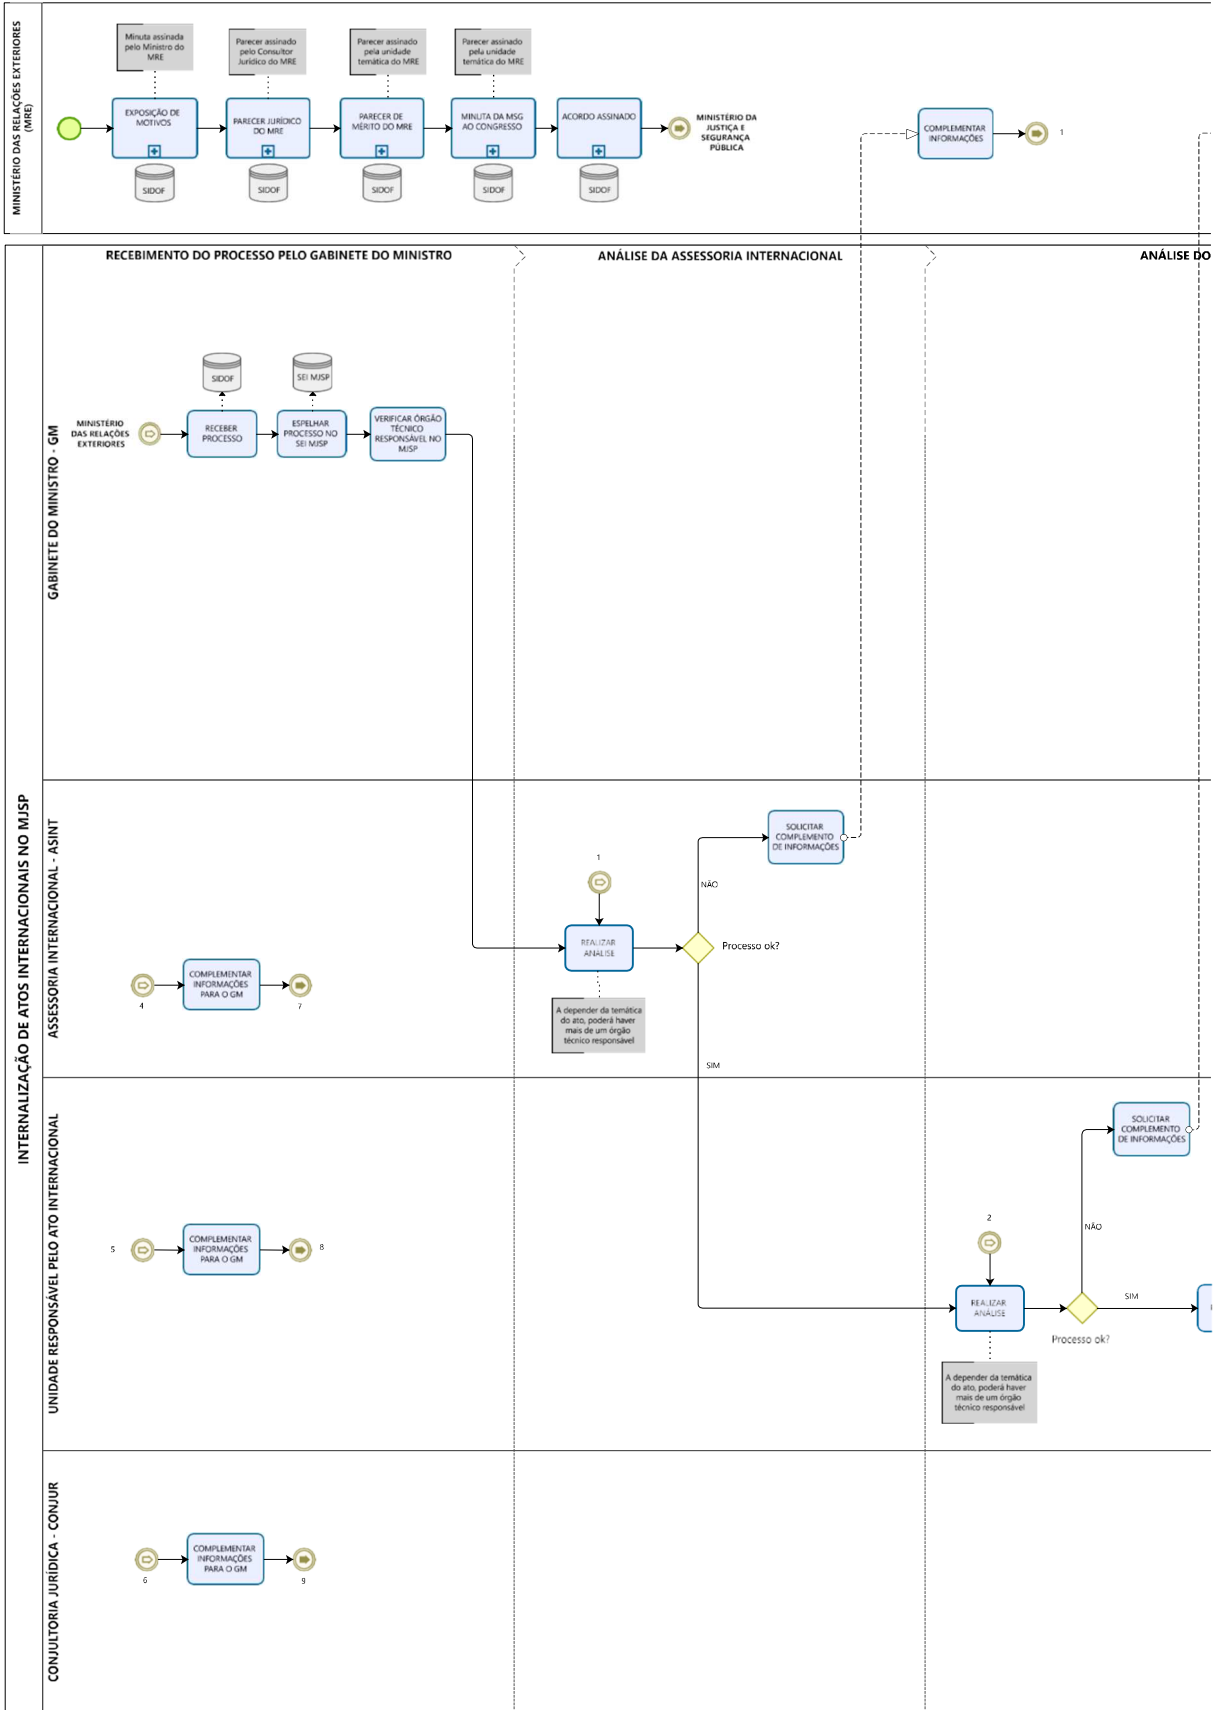 MINISTÉRIO DAS RELAÇÕES EXTERIORES
(MRE)
Minuta assinada
pelo Ministro do
MRE
Parecer assinado
pelo Consultor
Jurídico do MRE
Parecer assinado
pela unidade
temática do MRE
Parecer assinado
pela unidade
temática do MRE
EXPOSIÇÃO DE
MOTIVOS
PARECER JURÍDICO
DO MRE
PARECER DE
MÉRITO DO MRE
MINUTA DA MSG
AO CONGRESSO
ACORDO ASSINADO
MINISTÉRIO DA
JUSTIÇA E
SEGURANÇA
PÚBLICA
COMPLEMENTAR
INFORMAÇÕES
1
SIDOF
SIDOF
SIDOF
SIDOF
SIDOF
INTERNALIZAÇÃO DE ATOS INTERNACIONAIS NO MJSP
RECEBIMENTO DO PROCESSO PELO GABINETE DO MINISTRO
ANÁLISE DA ASSESSORIA INTERNACIONAL
ANÁLISE DO
GABINETE DO MINISTRO - GM
SIDOF
SEI MJSP
MINISTÉRIO
DAS RELAÇÕES
EXTERIORES
RECEBER
PROCESSO
ESPELHAR
PROCESSO NO
SEI MJSP
VERIFICAR ÓRGÃO
TÉCNICO
RESPONSÁVEL NO
MJSP
ASSESSORIA INTERNACIONAL - ASINT
SOLICITAR
COMPLEMENTO
DE INFORMAÇÕES
1
NÃO
REALIZAR
ANÁLISE
Processo ok?
COMPLEMENTAR
INFORMAÇÕES
PARA O GM
4
7
A depender da temática
do ato, poderá haver
mais de um órgão
técnico responsável
SIM
UNIDADE RESPONSÁVEL PELO ATO INTERNACIONAL
SOLICITAR
COMPLEMENTO
DE INFORMAÇÕES
2
NÃO
5
COMPLEMENTAR
INFORMAÇÕES
PARA O GM
8
REALIZAR
ANÁLISE
SIM
Processo ok?
A depender da temática
do ato, poderá haver
mais de um órgão
técnico responsável
CONJULTORIA JURÍDICA - CONJUR
COMPLEMENTAR
INFORMAÇÕES
PARA O GM
6
9